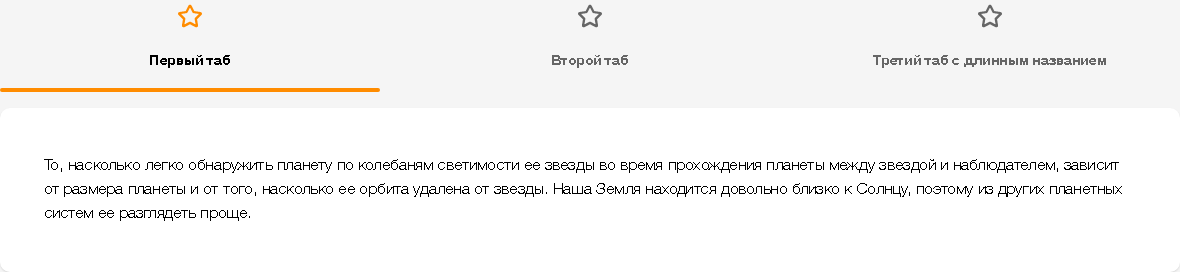 Первый таб
Второй таб
Третий таб с длинным названием
То, насколько легко обнаружить планету по колебаням светимости ее звезды во время прохождения планеты между звездой и наблюдателем, зависит
от размера планеты и от того, насколько ее орбита удалена от звезды. Наша Земля находится довольно близко к Солнцу, поэтому из других планетных
систем ее разглядеть проще.